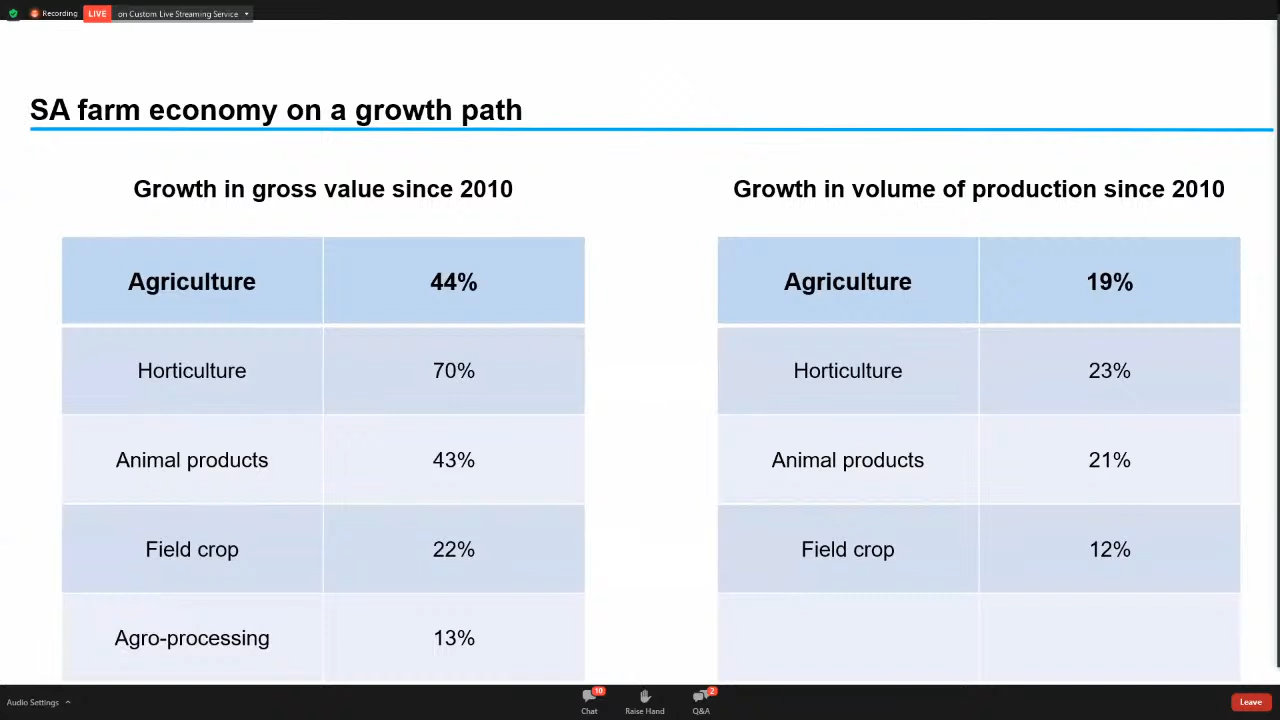 Recording LIVE on Custom Live Streaming Service
SA farm economy on a growth path
Growth in gross value since 2010
Agriculture 44%
Horticulture 70%
Animal products 43%
Field crop 22%
Agro-processing 13%
Growth in volume of production since 2010
Agriculture 19%
Horticulture 23%
Animal products 21%
Field crop 12%
Audio Settings
10
Chat
Raise Hand
2
Q&A
Leave